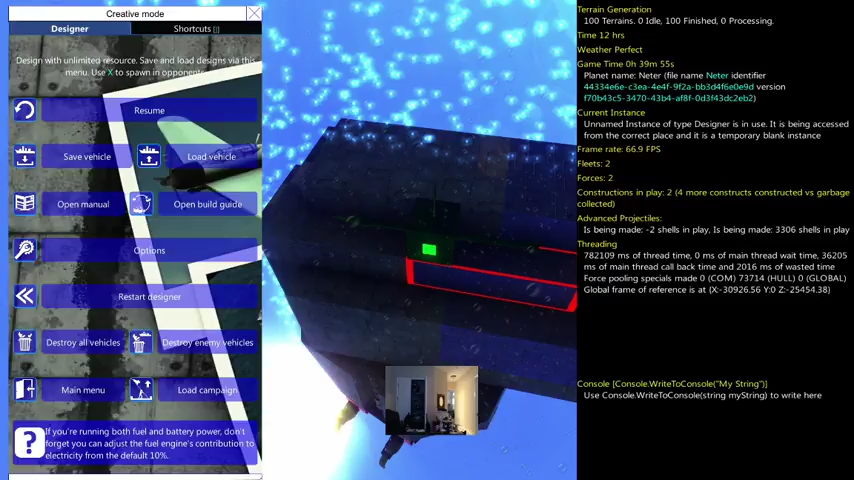 Creative mode
Designer
Shortcuts
Design with unlimited resource. Save and load designs via this
menu. Use X to spawn in opponents
Resume
Save vehicle
Load vehicle
Open manual
Open build guide
Options
Restart designer
Destroy all vehicles
Destroy enemy vehicles
Main menu
Load campaign
If you're running both fuel and battery power, don't
forget you can adjust the fuel engine's contribution to
electricity from the default 10%.
Terrain Generation
100 Terrains. 0 Idle, 100 Finished, 0 Processing.
Time 12 hrs
Weather Perfect
Game Time 0h 39m 55s
Planet name: Neter (file name Neter identifier
44334e6e-c3ea-4e4f-9f2a-bb3d4f6e0e9d version
f70b43c5-3470-43b4-af8f-0d3f43dc2eb2)
Current Instance
Unnamed Instance of type Designer is in use. It is being accessed
from the correct place and it is a temporary blank instance
Frame rate: 66.9 FPS
Fleets: 2
Forces: 2
Constructions in play: 2 (4 more constructs constructed vs garbage
collected)
Advanced Projectiles:
Is being made: -2 shells in play, Is being made: 3306 shells in play
Threading
782109 ms of thread time, 0 ms of main thread wait time, 36205
ms of main thread call back time and 2016 ms of wasted time
Force pooling specials made 0 (COM) 73714 (HULL) 0 (GLOBAL)
Global frame of reference is at (X:-30926.56 Y:0 Z:-25454.38)
Console [Console.WriteToConsole("My String")]
Use Console.WriteToConsole(string myString) to write here